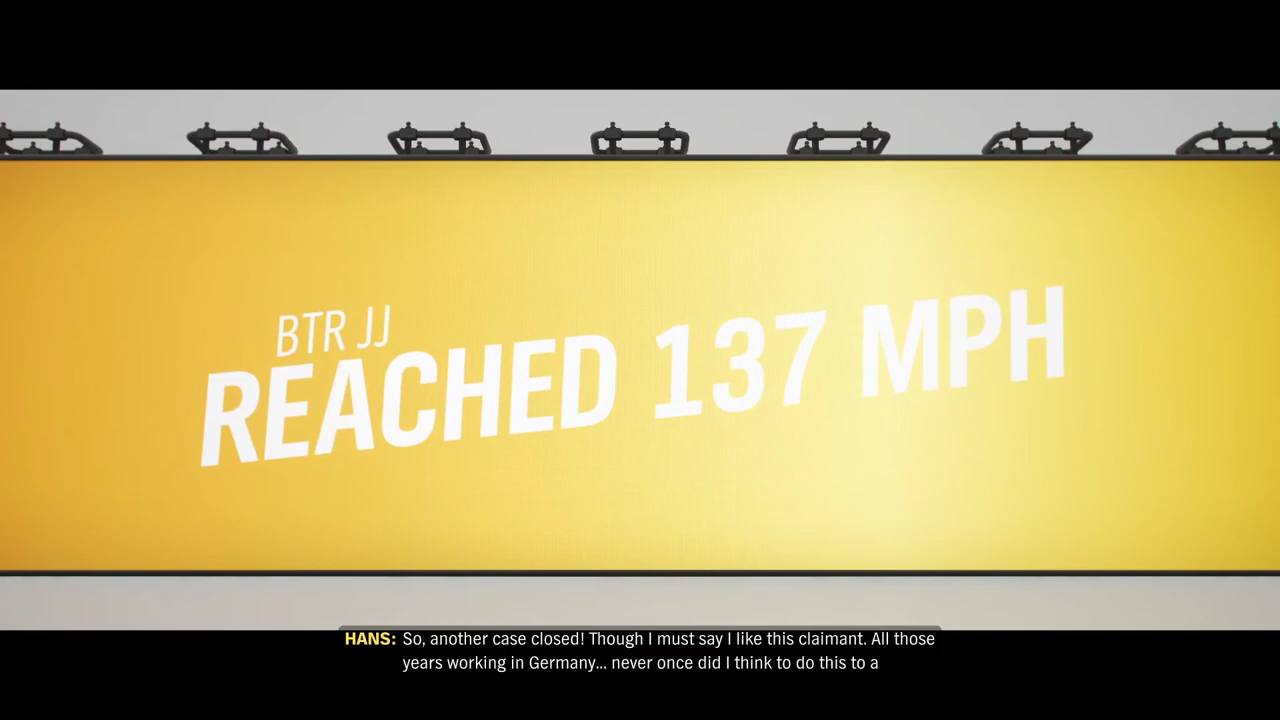 BTR JJ
REACHED 137 MPH
HANS: So, another case closed! Though I must say I like this claimant. All those
years working in Germany... never once did I think to do this to a